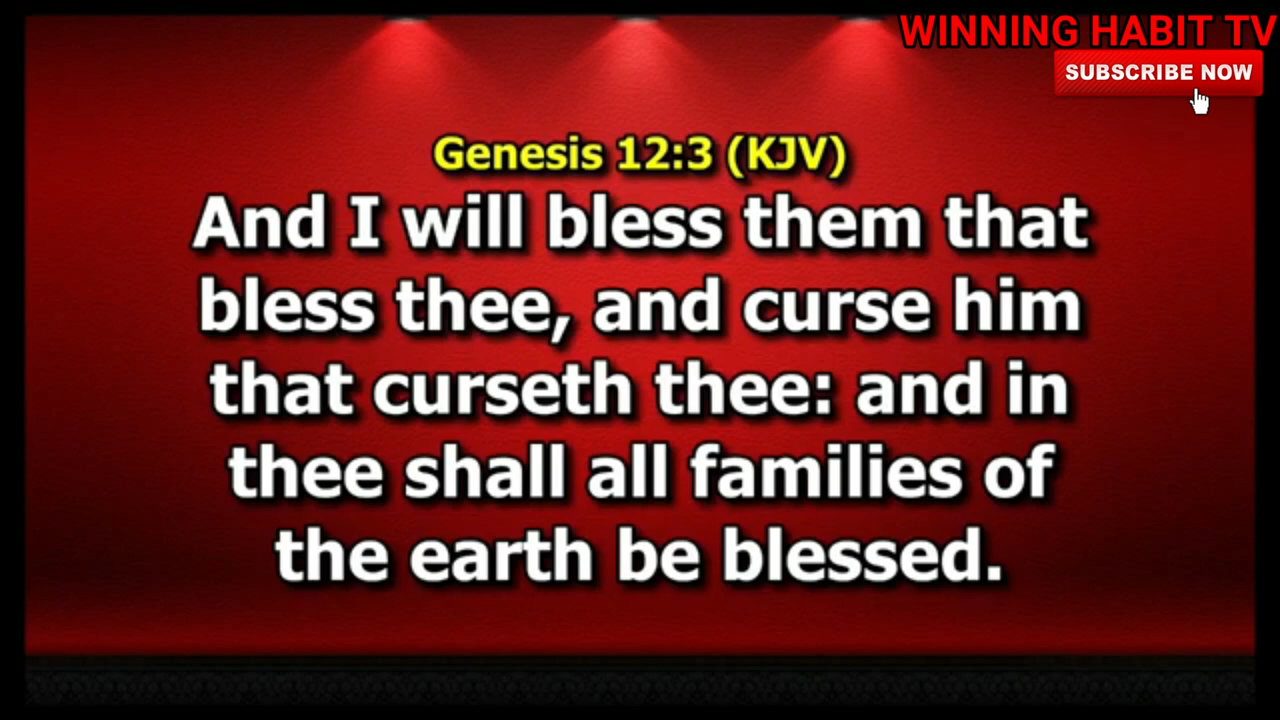 WINNING HABIT TV
SUBSCRIBE NOW
Genesis 12:3 (KJV)
And I will bless them that
bless thee, and curse him
that curseth thee: and in
thee shall all families of
the earth be blessed.